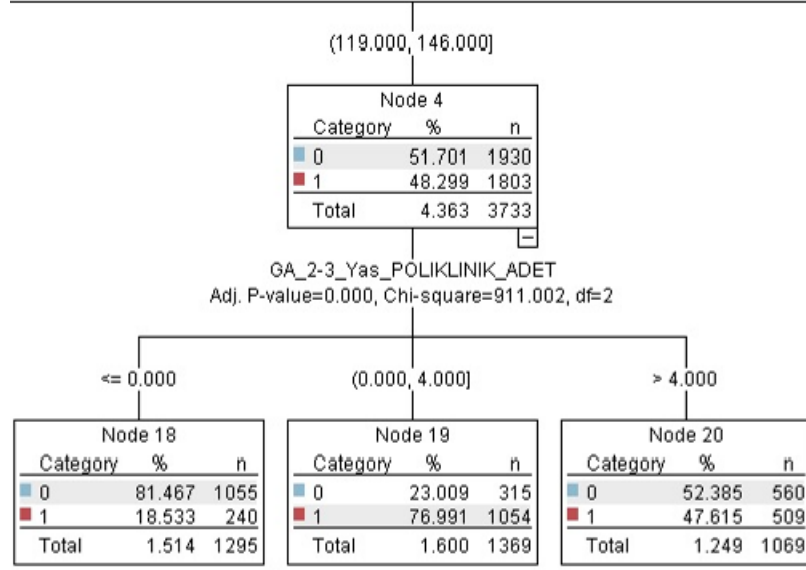 (119.000, 146.000]
Node 4
Category % n
0 51.701 1930
1 48.299 1803
Total 4.363 3733
GA_2-3_Yas_POLIKLINIK_ADET
Adj. P-value=0.000, Chi-square=911.002, df=2
<= 0.000
(0.000, 4.000]
> 4.000
Node 18
Category % n
0 81.467 1055
1 18.533 240
Total 1.514 1295
Node 19
Category % n
0 23.009 315
1 76.991 1054
Total 1.600 1369
Node 20
Category % n
0 52.385 560
1 47.615 509
Total 1.249 1069